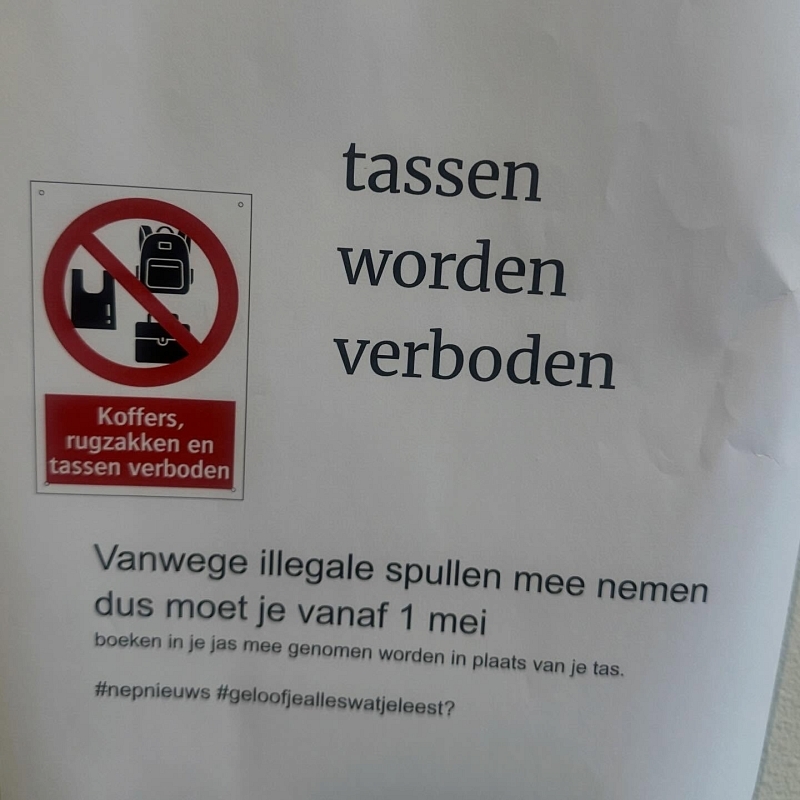 tassen
worden
verboden
Koffers,
rugzakken en
tassen verboden
Vanwege illegale spullen mee nemen
dus moet je vanaf 1 mei
boeken in je jas mee genomen worden in plaats van je tas.
#nepnieuws #geloofjealleswatjeleest?